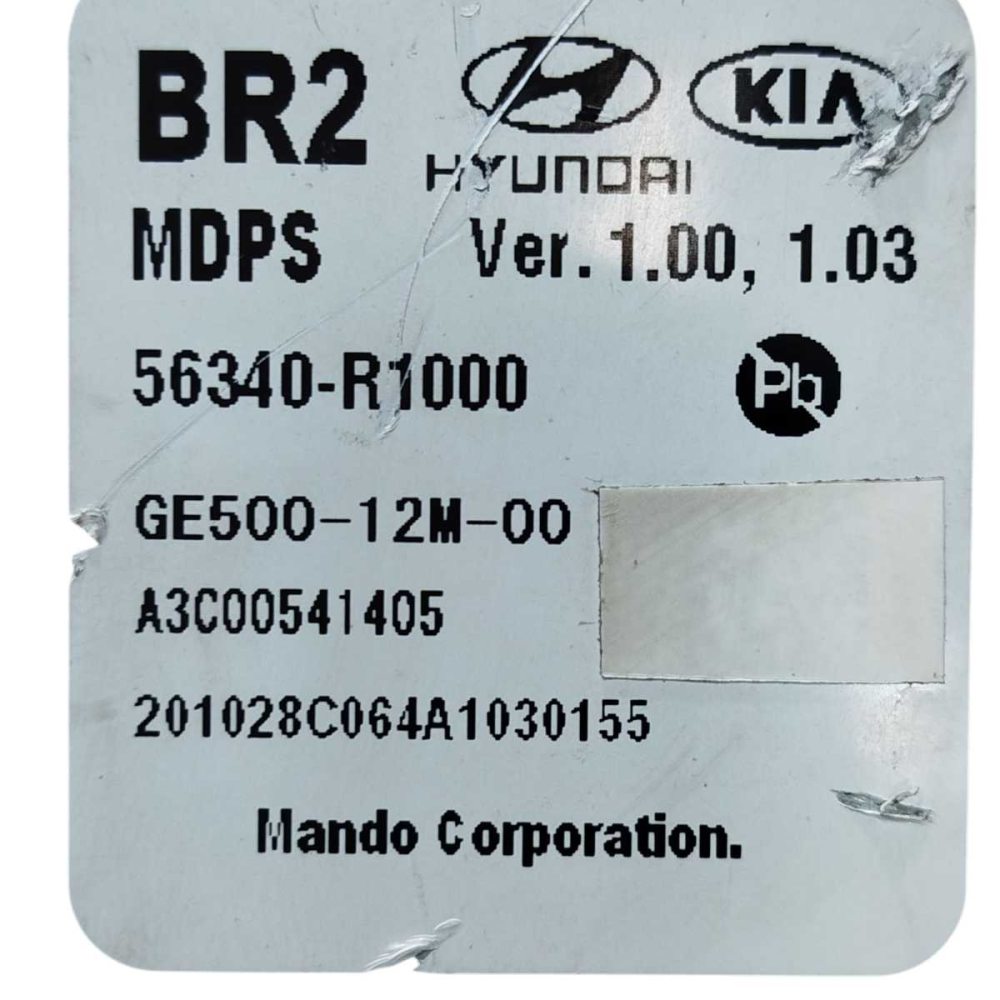 BR2
HYUNDAI
KIA
MDPS Ver. 1.00, 1.03
56340-R1000
Pb
GE500-12M-00
A3C00541405
201028C064A1030155
Mando Corporation.